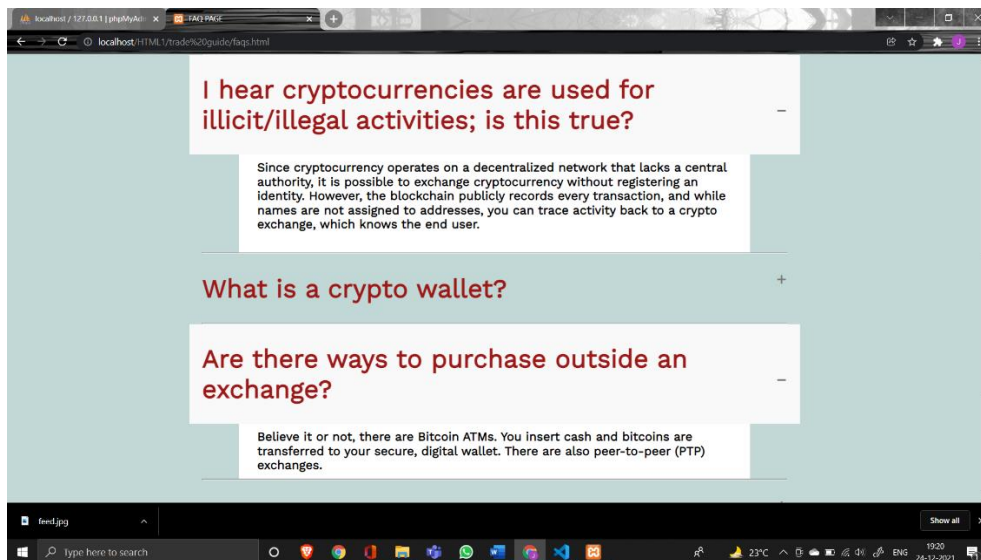 localhost / 127.0.0.1 | phpMyAdm
FAQ PAGE
localhost/HTML1/trade%20guide/faqs.html
I hear cryptocurrencies are used for
illicit/illegal activities; is this true?
Since cryptocurrency operates on a decentralized network that lacks a central
authority, it is possible to exchange cryptocurrency without registering an
identity. However, the blockchain publicly records every transaction, and while
names are not assigned to addresses, you can trace activity back to a crypto
exchange, which knows the end user.
What is a crypto wallet?
Are there ways to purchase outside an
exchange?
Believe it or not, there are Bitcoin ATMs. You insert cash and bitcoins are
transferred to your secure, digital wallet. There are also peer-to-peer (PTP)
exchanges.
feed.jpg
Show all
Type here to search
23°C
ENG
19:20
24-12-2021